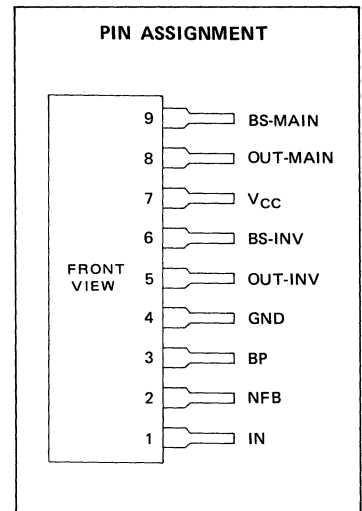 PIN ASSIGNMENT
9 BS-MAIN
8 OUT-MAIN
7 VCC
6 BS-INV
FRONT
VIEW
5 OUT-INV
4 GND
3 BP
2 NFB
1 IN